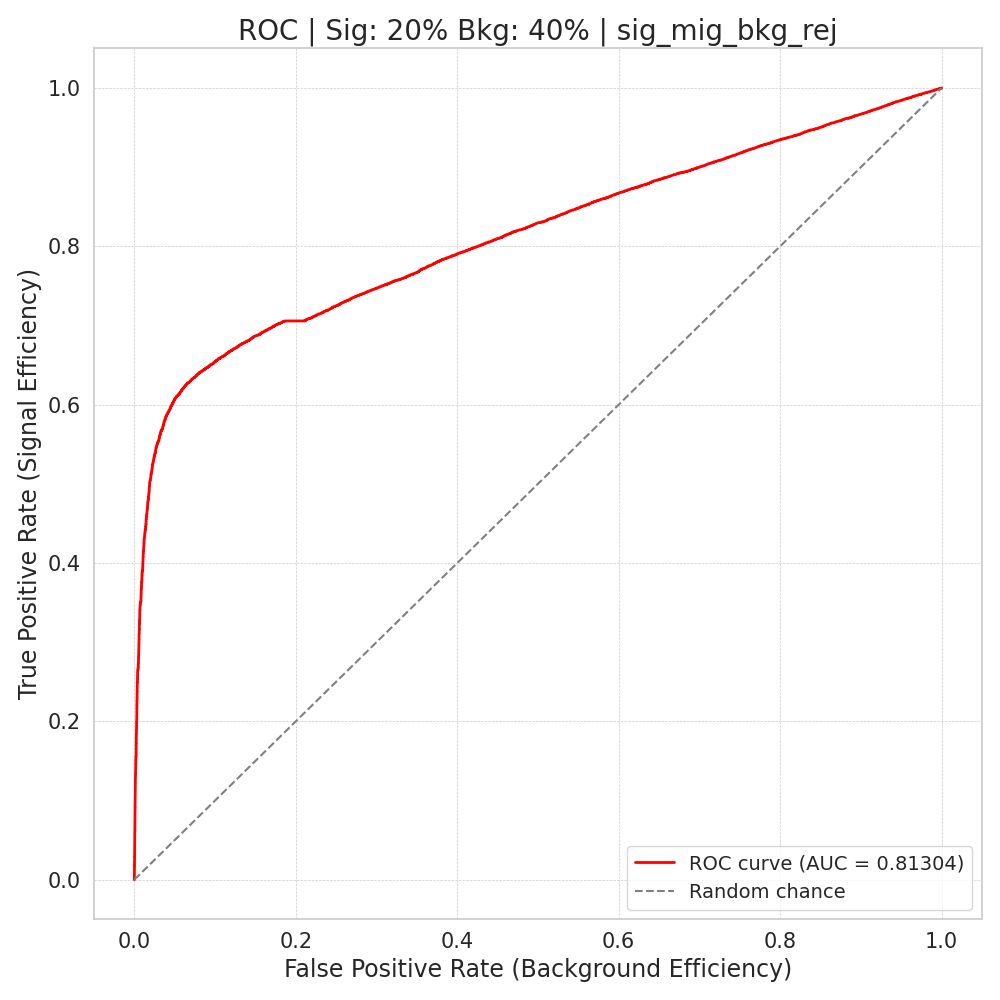 ROC | Sig: 20% Bkg: 40% | sig_mig_bkg_rej
True Positive Rate (Signal Efficiency)
1.0
0.8
0.6
0.4
0.2
0.0
ROC curve (AUC = 0.81304)
Random chance
0.0 0.2 0.4 0.6 0.8 1.0
False Positive Rate (Background Efficiency)